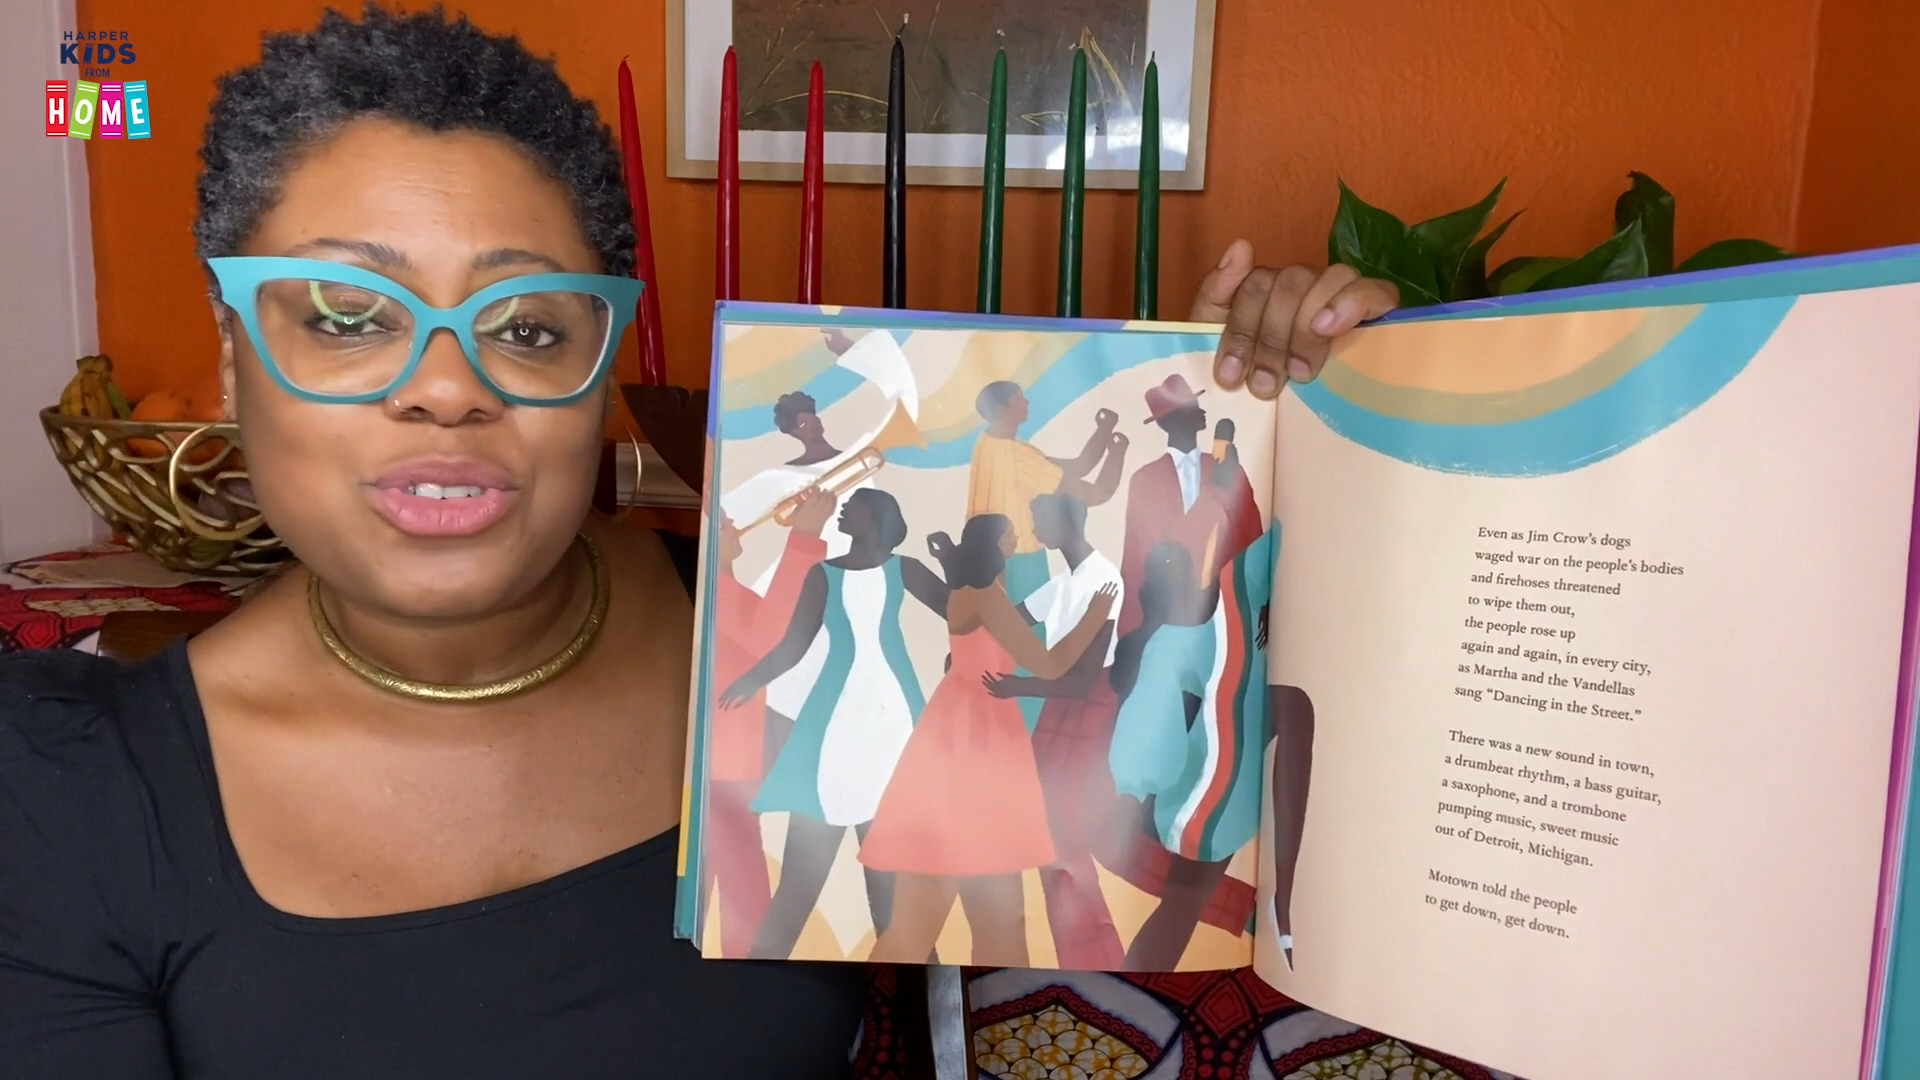 HARPER
KIDS
FROM
HOME
Even as Jim Crow's dogs
waged war on the people's bodies
and firehoses threatened
to wipe them out,
the people rose up
again and again, in every city,
as Martha and the Vandellas
sang “Dancing in the Street.”
There was a new sound in town,
a drumbeat rhythm, a bass guitar,
a saxophone, and a trombone
pumping music, sweet music
out of Detroit, Michigan.
Motown told the people
to get down, get down.